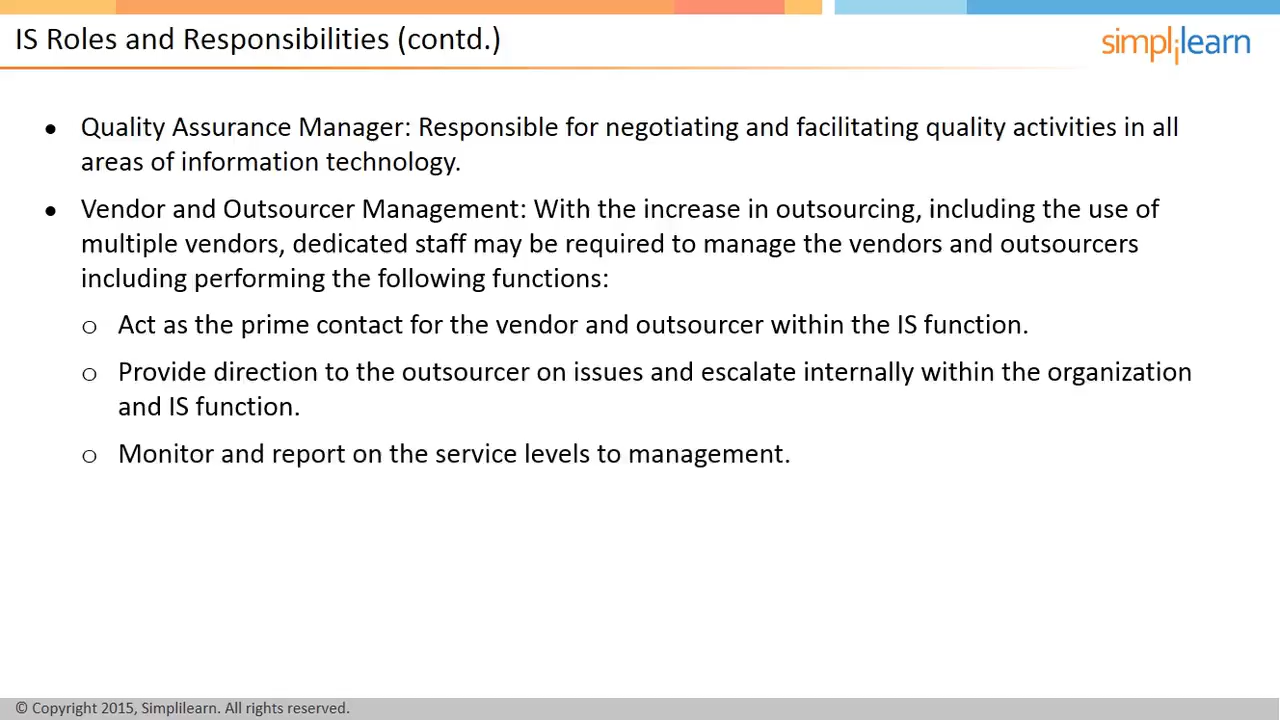 IS Roles and Responsibilities (contd.)
simplilearn
● Quality Assurance Manager: Responsible for negotiating and facilitating quality activities in all
areas of information technology.
● Vendor and Outsourcer Management: With the increase in outsourcing, including the use of
multiple vendors, dedicated staff may be required to manage the vendors and outsourcers
including performing the following functions:
o Act as the prime contact for the vendor and outsourcer within the IS function.
o Provide direction to the outsourcer on issues and escalate internally within the organization
and IS function.
o Monitor and report on the service levels to management.
© Copyright 2015, Simplilearn. All rights reserved.